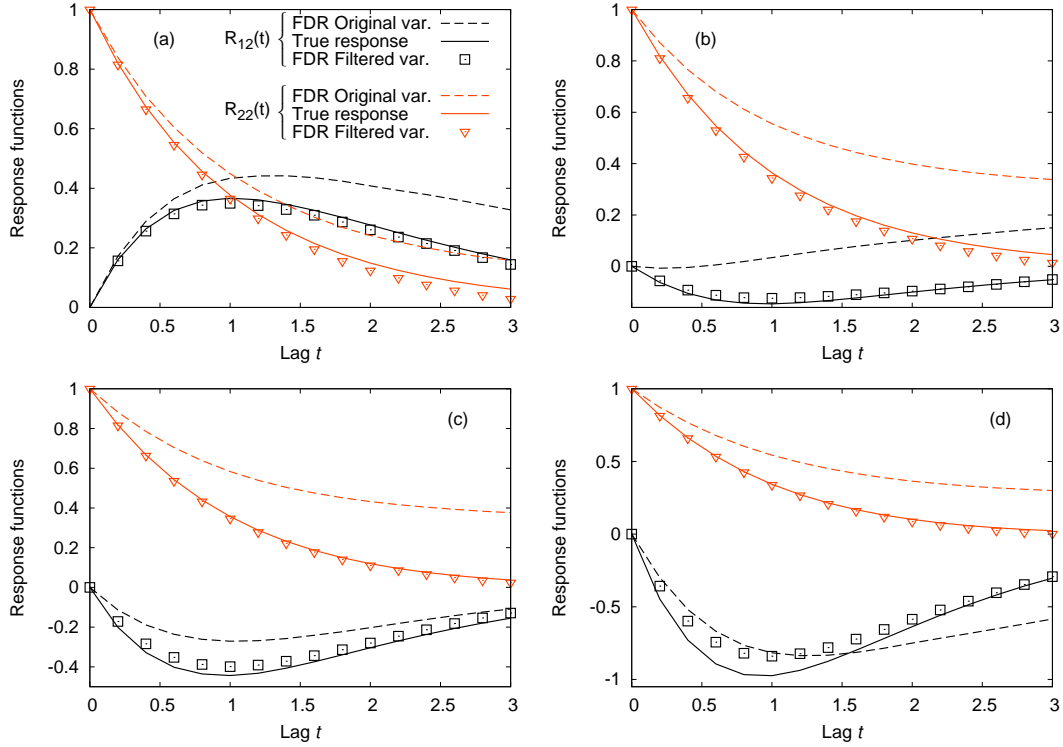 (a)
R12(t) { FDR Original var.
True response
FDR Filtered var.
R22(t) { FDR Original var.
True response
FDR Filtered var.
Response functions
1
0.8
0.6
0.4
0.2
0
0 0.5 1 1.5 2 2.5 3
Lag t
(b)
Response functions
1
0.8
0.6
0.4
0.2
0
0 0.5 1 1.5 2 2.5 3
Lag t
(c)
Response functions
1
0.8
0.6
0.4
0.2
0
-0.2
-0.4
0 0.5 1 1.5 2 2.5 3
Lag t
(d)
Response functions
1
0.5
0
-0.5
-1
0 0.5 1 1.5 2 2.5 3
Lag t